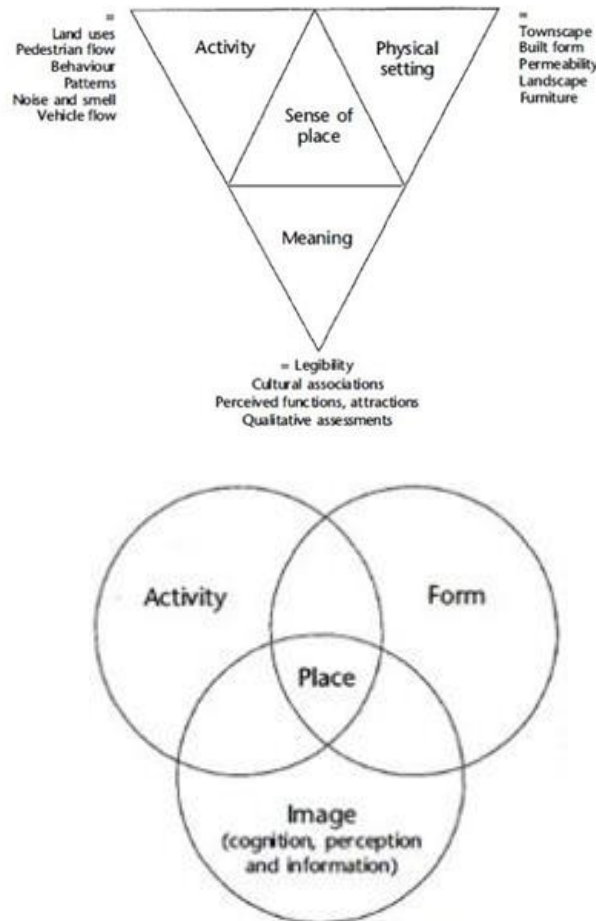 =
Land uses
Pedestrian flow
Behaviour
Patterns
Noise and smell
Vehicle flow
Activity
Physical
setting
Sense of
place
Meaning
=
Townscape
Built form
Permeability
Landscape
Furniture
= Legibility
Cultural associations
Perceived functions, attractions
Qualitative assessments
Activity
Form
Place
Image
(cognition, perception
and information)